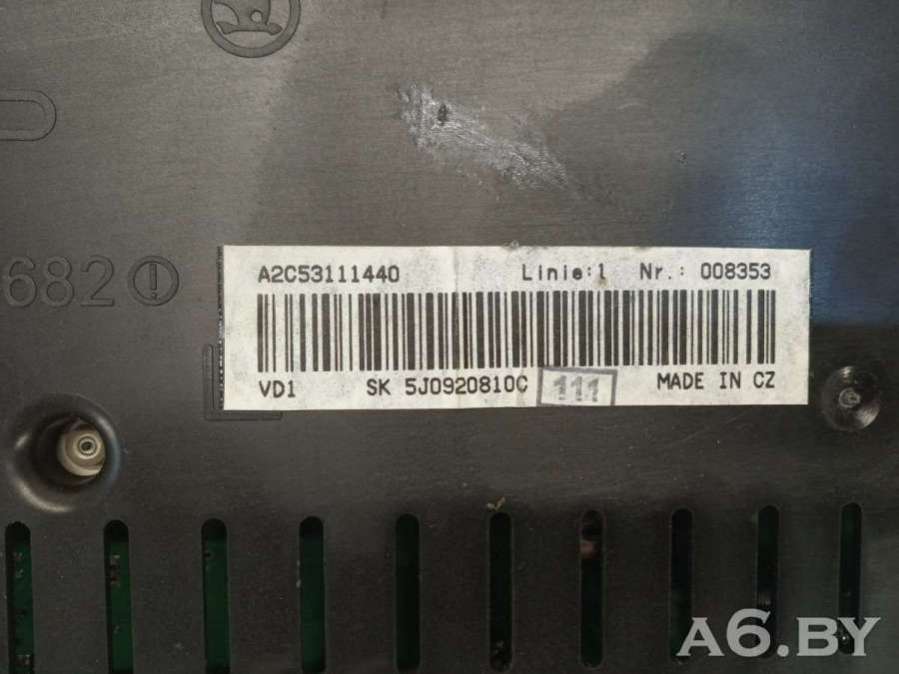 682
A2C53111440 Linie:1 Nr.: 008353
VD1 SK 5J0920810C 111 MADE IN CZ
A6.BY